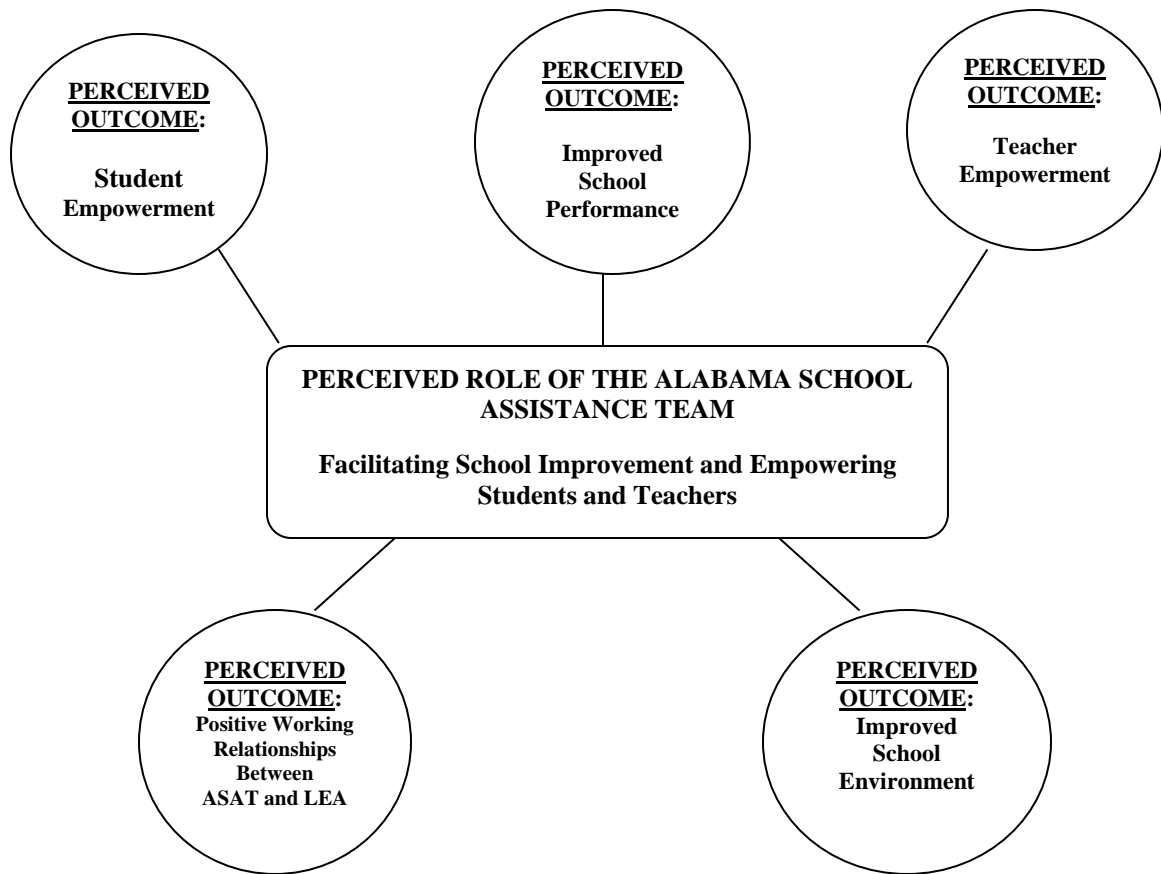 PERCEIVED
OUTCOME:
Student
Empowerment
PERCEIVED
OUTCOME:
Improved
School
Performance
PERCEIVED
OUTCOME:
Teacher
Empowerment
PERCEIVED ROLE OF THE ALABAMA SCHOOL
ASSISTANCE TEAM
Facilitating School Improvement and Empowering
Students and Teachers
PERCEIVED
OUTCOME:
Positive Working
Relationships
Between
ASAT and LEA
PERCEIVED
OUTCOME:
Improved
School
Environment